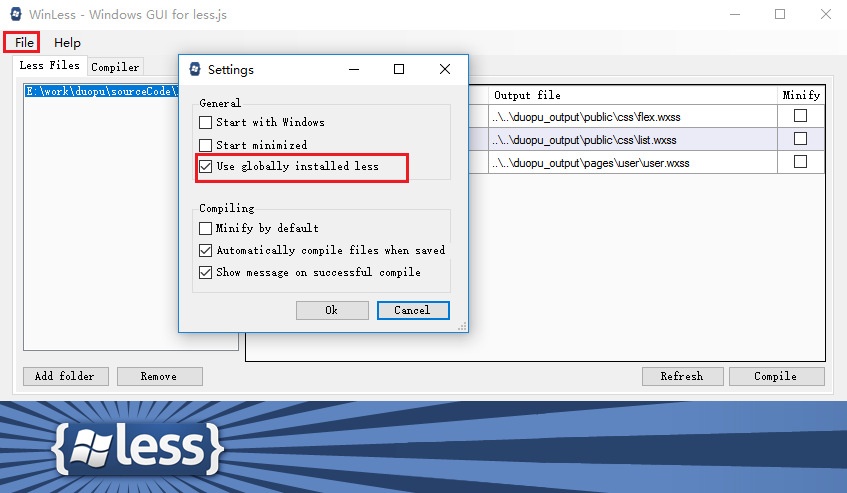 WinLess - Windows GUI for less.js
File Help
Less Files Compiler
E:\work\duopu\sourceCode\
Output file Minify
..\..\duopu_output\public\css\flex.wxss
..\..\duopu_output\public\css\list.wxss
..\..\duopu_output\pages\user\user.wxss
Settings
General
Start with Windows
Start minimized
Use globally installed less
Compiling
Minify by default
Automatically compile files when saved
Show message on successful compile
Ok Cancel
Add folder Remove Refresh Compile
{less}